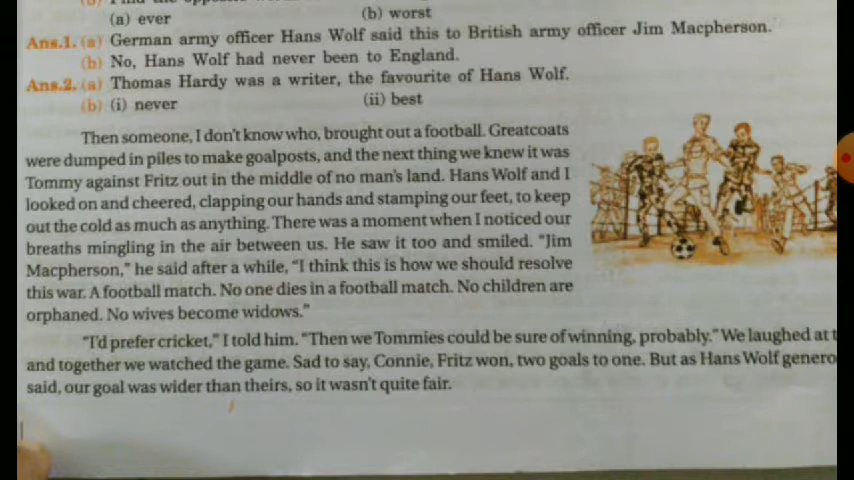 (a) ever (b) worst
Ans.1. (a) German army officer Hans Wolf said this to British army officer Jim Macpherson.
(b) No, Hans Wolf had never been to England.
Ans.2. (a) Thomas Hardy was a writer, the favourite of Hans Wolf.
(b) (i) never (ii) best
Then someone, I don't know who, brought out a football. Greatcoats
were dumped in piles to make goalposts, and the next thing we knew it was
Tommy against Fritz out in the middle of no man's land. Hans Wolf and I
looked on and cheered, clapping our hands and stamping our feet, to keep
out the cold as much as anything. There was a moment when I noticed our
breaths mingling in the air between us. He saw it too and smiled. "Jim
Macpherson," he said after a while, "I think this is how we should resolve
this war. A football match. No one dies in a football match. No children are
orphaned. No wives become widows."
"I'd prefer cricket," I told him. "Then we Tommies could be sure of winning, probably." We laughed at
and together we watched the game. Sad to say, Connie, Fritz won, two goals to one. But as Hans Wolf genero
said, our goal was wider than theirs, so it wasn't quite fair.